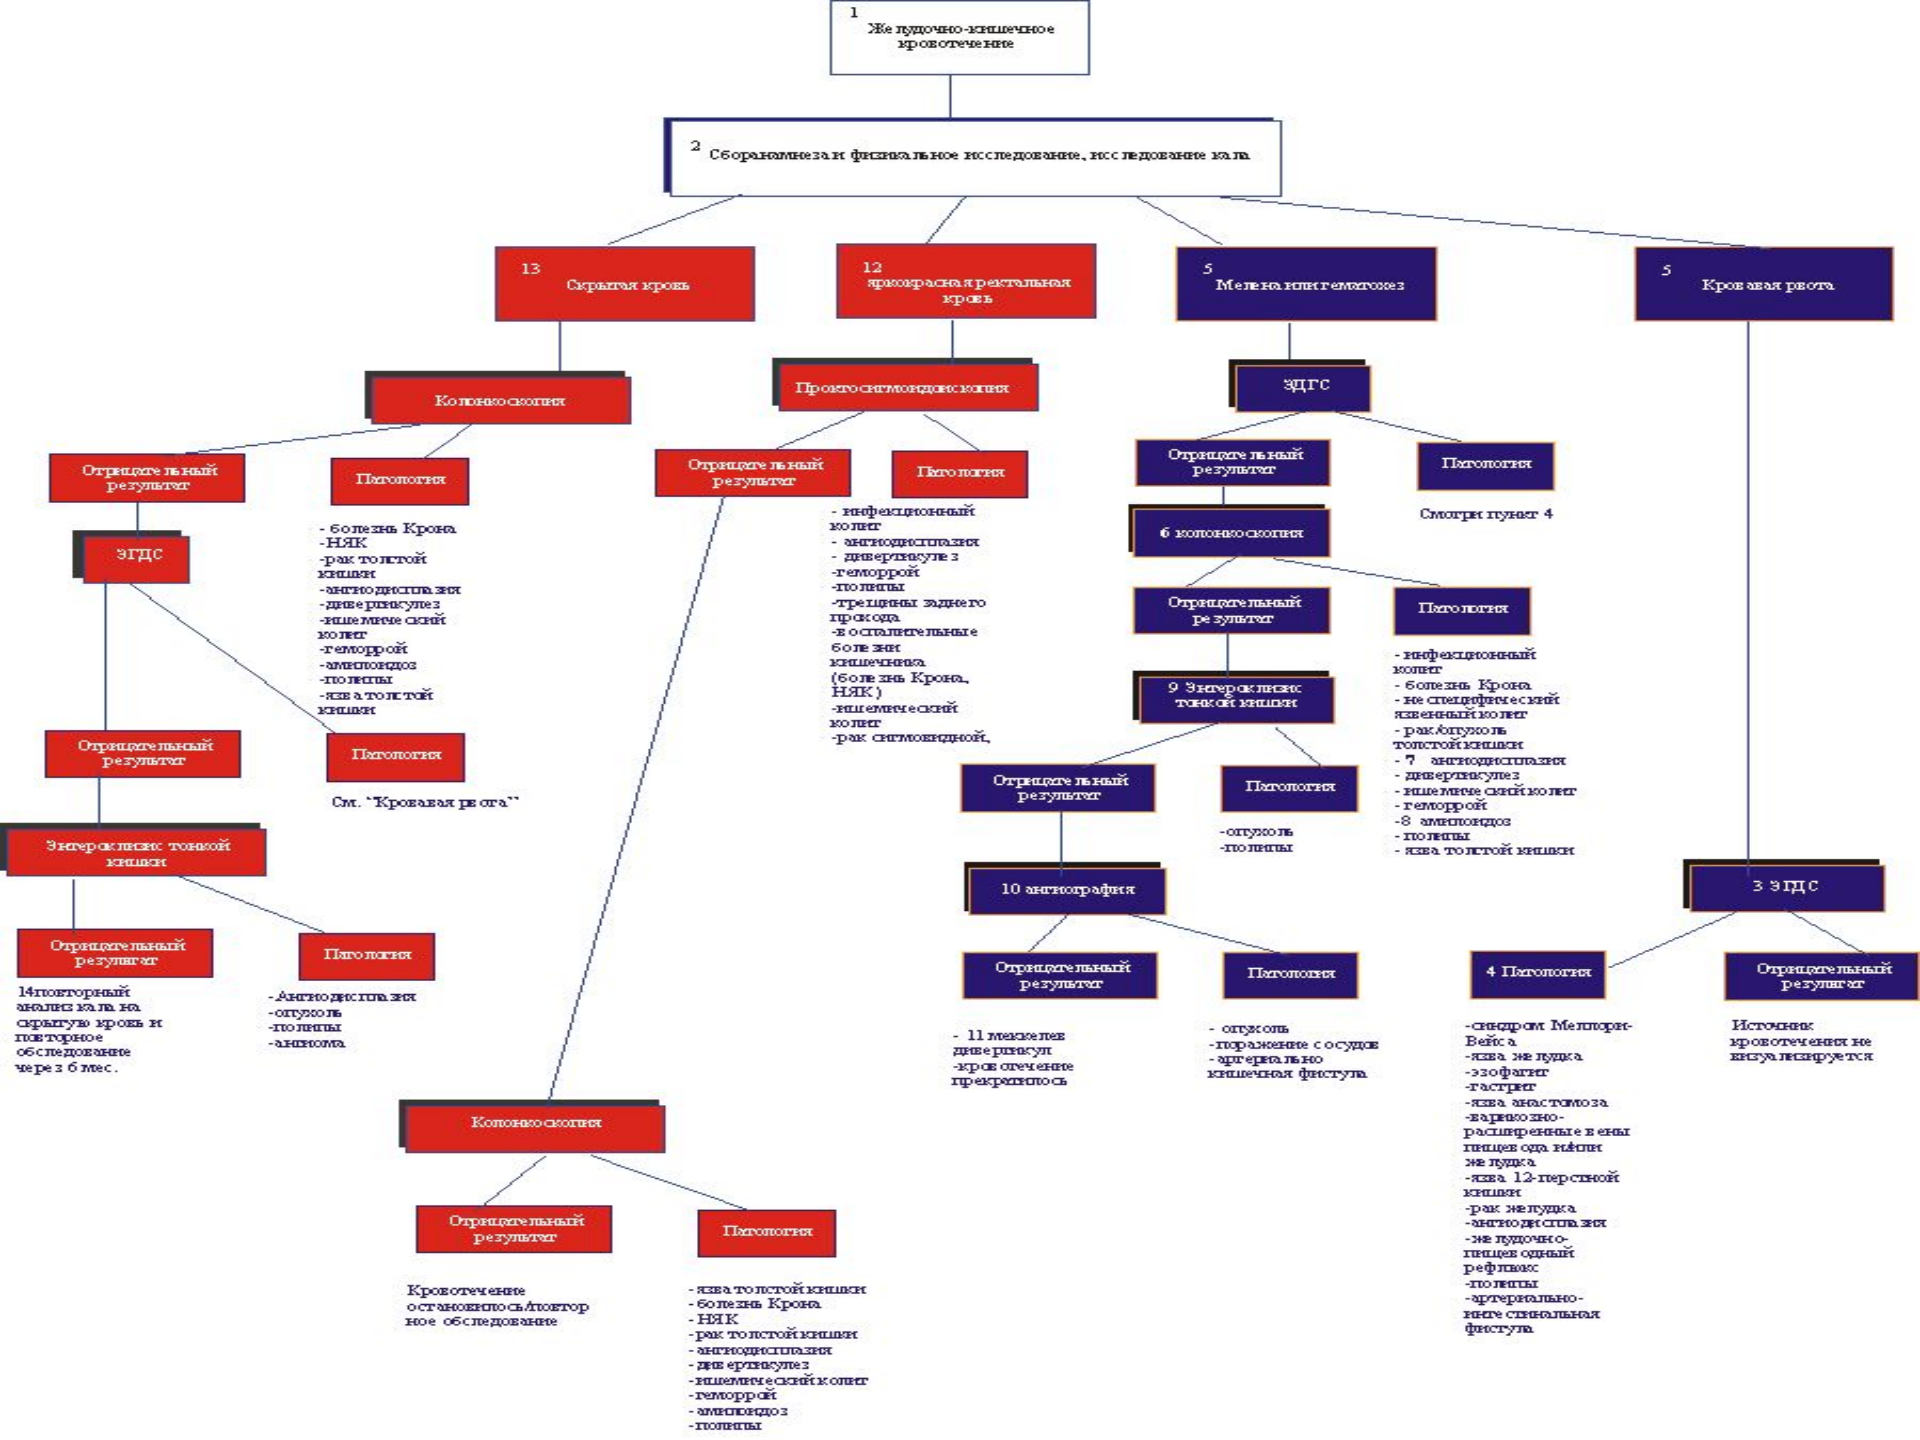 1
Желудочно-кишечное
кровотечение
2 Сбор анамнеза и физикальное исследование, исследование кала
13
Скрытая кровь
12
яркокрасная ректальная
кровь
5
Мелена или гематохез
5
Кровавая рвота
Колонкоскопия
Отрицательный
результат
Патология
- болезнь Крона
-НЯК
-рак толстой
кишки
-ангиодисплазия
-дивертикулез
-ишемический
колит
-геморрой
-амилоидоз
-полипы
-язва толстой
кишки
ЭГДС
Отрицательный
результат
Патология
См. "Кровавая рвота"
Энтероклизис тонкой
кишки
Отрицательный
результат
14повторный
анализ кала на
скрытую кровь и
повторное
обследование
через 6 мес.
Патология
-Ангиодисплазия
-опухоль
-полипы
-ангиома
Проктосигмоидоископия
Отрицательный
результат
Патология
- инфекционный
колит
- ангиодисплазия
- дивертикулез
-геморрой
-полипы
-трещины заднего
прохода
-воспалительные
болезни
кишечника
(болезнь Крона,
НЯК)
-ишемический
колит
-рак сигмовидной,
Колонкоскопия
Отрицательный
результат
Кровотечение
остановилось/повтор
ное обследование
Патология
- язва толстой кишки
- болезнь Крона
- НЯК
- рак толстой кишки
- ангиодисплазия
- дивертикулез
-ишемический колит
-геморрой
-амилоидоз
-полипы
ЭДГС
Отрицательный
результат
Патология
Смотри пункт 4
6 колонкоскопия
Отрицательный
результат
Патология
- инфекционный
колит
- болезнь Крона
- неспецифический
язвенный колит
- рак/опухоль
толстой кишки
- 7 ангиодисплазия
- дивертикулез
- ишемический колит
- геморрой
-8 амилоидоз
- полипы
- язва толстой кишки
9 Энтероклизис
тонкой кишки
Отрицательный
результат
Патология
-опухоль
-полипы
10 ангиография
Отрицательный
результат
- 11 меккелев
дивертикул
-кровотечение
прекратилось
Патология
- опухоль
-поражение сосудов
-артериально
кишечная фистула
3 ЭГДС
4 Патология
-синдром Меллори-
Вейса
-язва желудка
-эзофагит
-гастрит
-язва анастомоза
-варикозно-
расширенные вены
пищевода и/или
желудка
-язва 12-перстной
кишки
-рак желудка
-ангиодисплазия
-желудочно-
пищеводный
рефлюкс
-полипы
-артериально-
интестинальная
фистула
Отрицательный
результат
Источник
кровотечения не
визуализируется